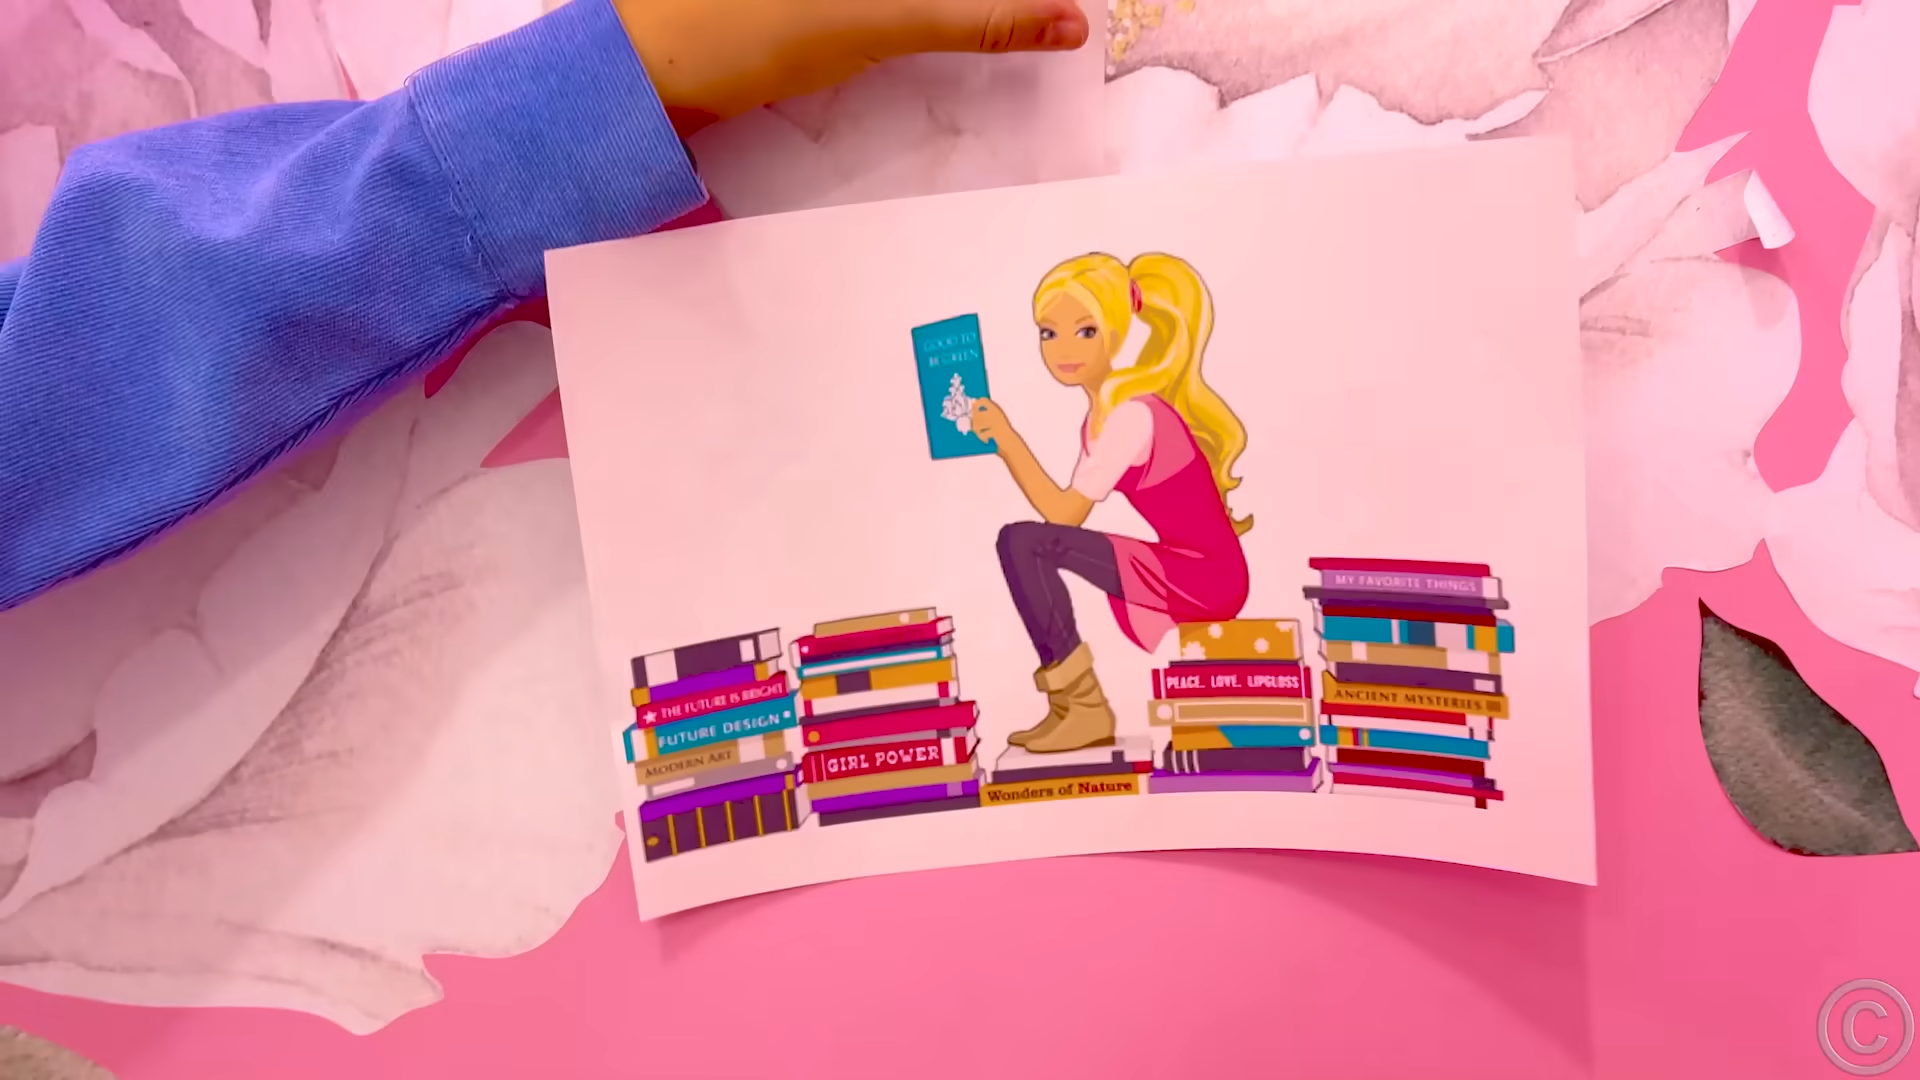 GOOD TO
BE GREEN
MY FAVORITE THINGS
THE FUTURE IS BRIGHT
FUTURE DESIGN
MODERN ART
GIRL POWER
Wonders of Nature
PEACE. LOVE. LIPGLOSS
ANCIENT MYSTERIES
©